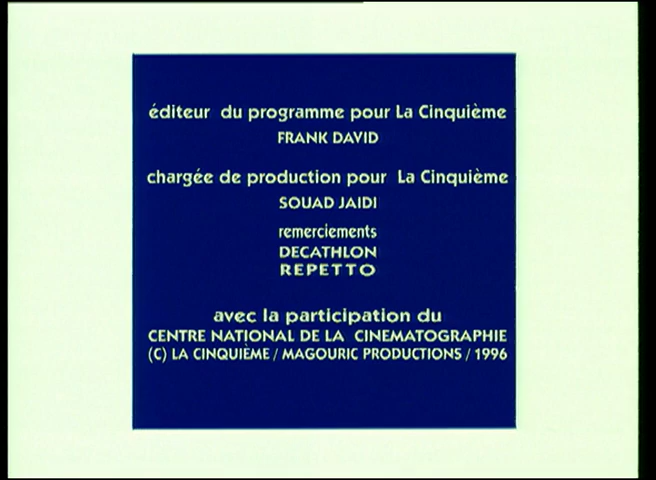 éditeur du programme pour La Cinquième
FRANK DAVID
chargée de production pour La Cinquième
SOUAD JAIDI
remerciements
DECATHLON
REPETTO
avec la participation du
CENTRE NATIONAL DE LA CINEMATOGRAPHIE
(C) LA CINQUIÈME / MAGOURIC PRODUCTIONS / 1996